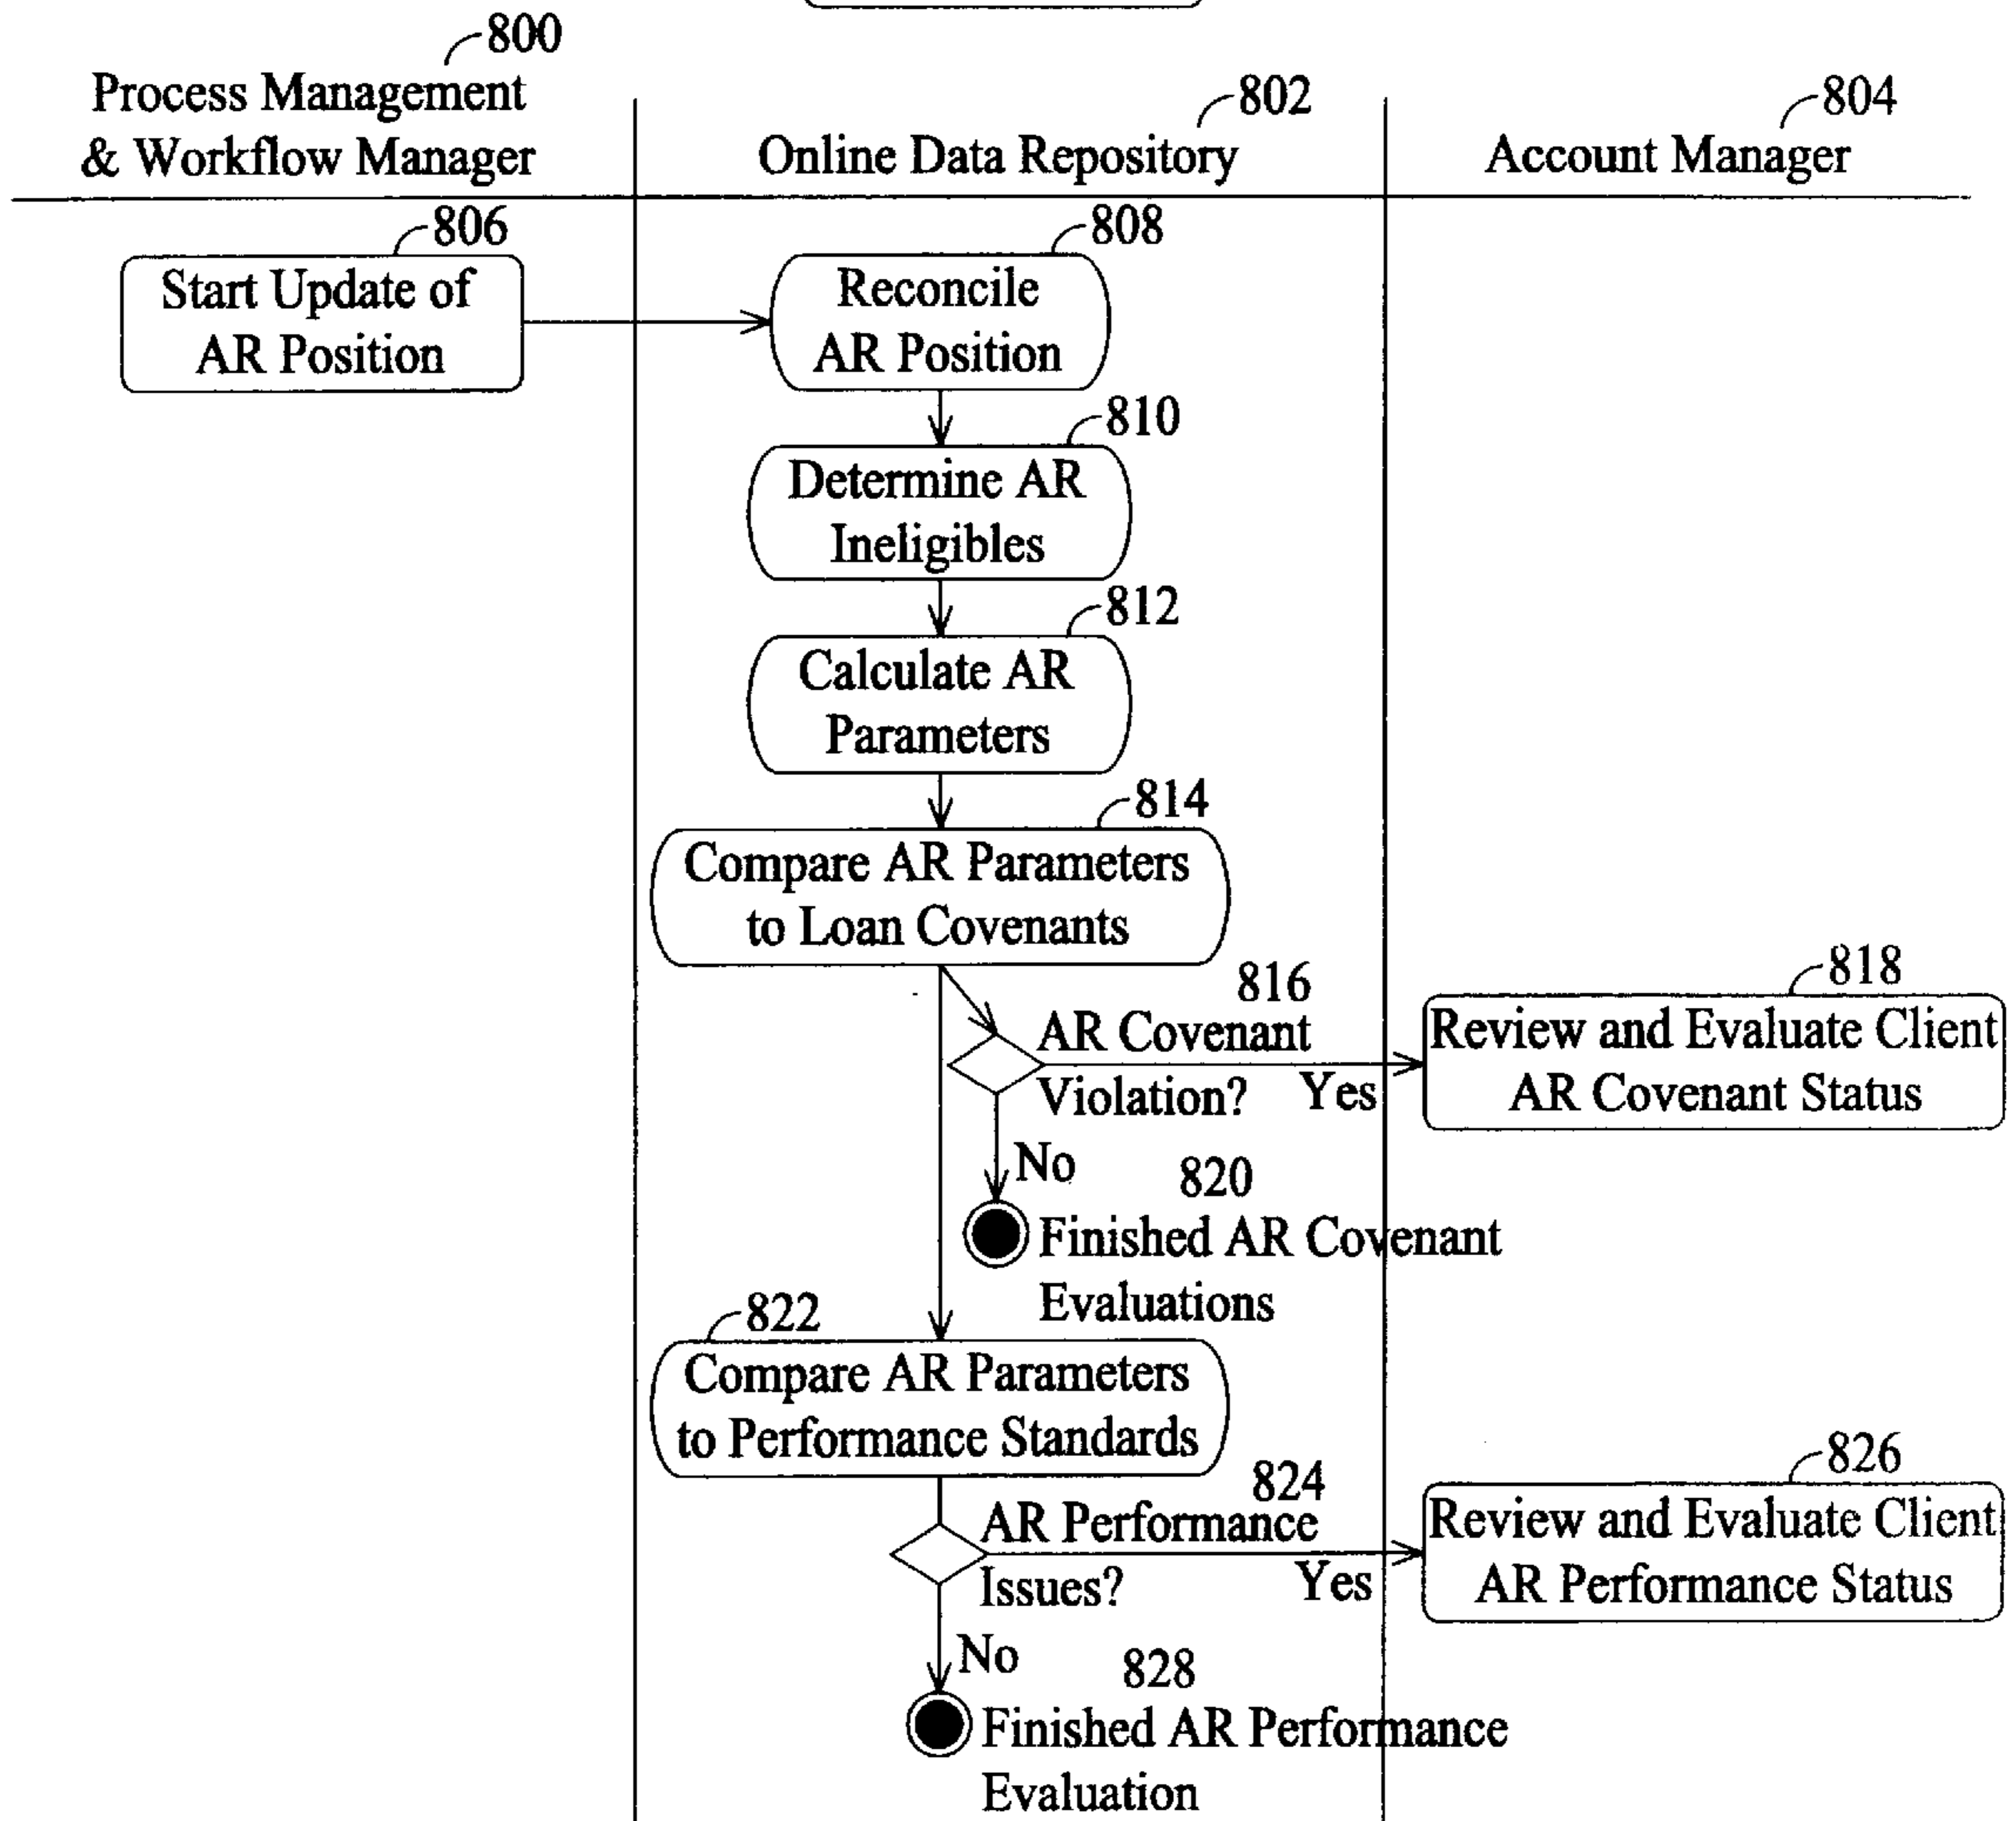 800
Process Management
& Workflow Manager
802
Online Data Repository
804
Account Manager
806
Start Update of
AR Position
808
Reconcile
AR Position
810
Determine AR
Ineligibles
812
Calculate AR
Parameters
814
Compare AR Parameters
to Loan Covenants
816
AR Covenant
Violation?
Yes
818
Review and Evaluate Client
AR Covenant Status
No
820
Finished AR Covenant
Evaluations
822
Compare AR Parameters
to Performance Standards
824
AR Performance
Issues?
Yes
826
Review and Evaluate Client
AR Performance Status
No
828
Finished AR Performance
Evaluation